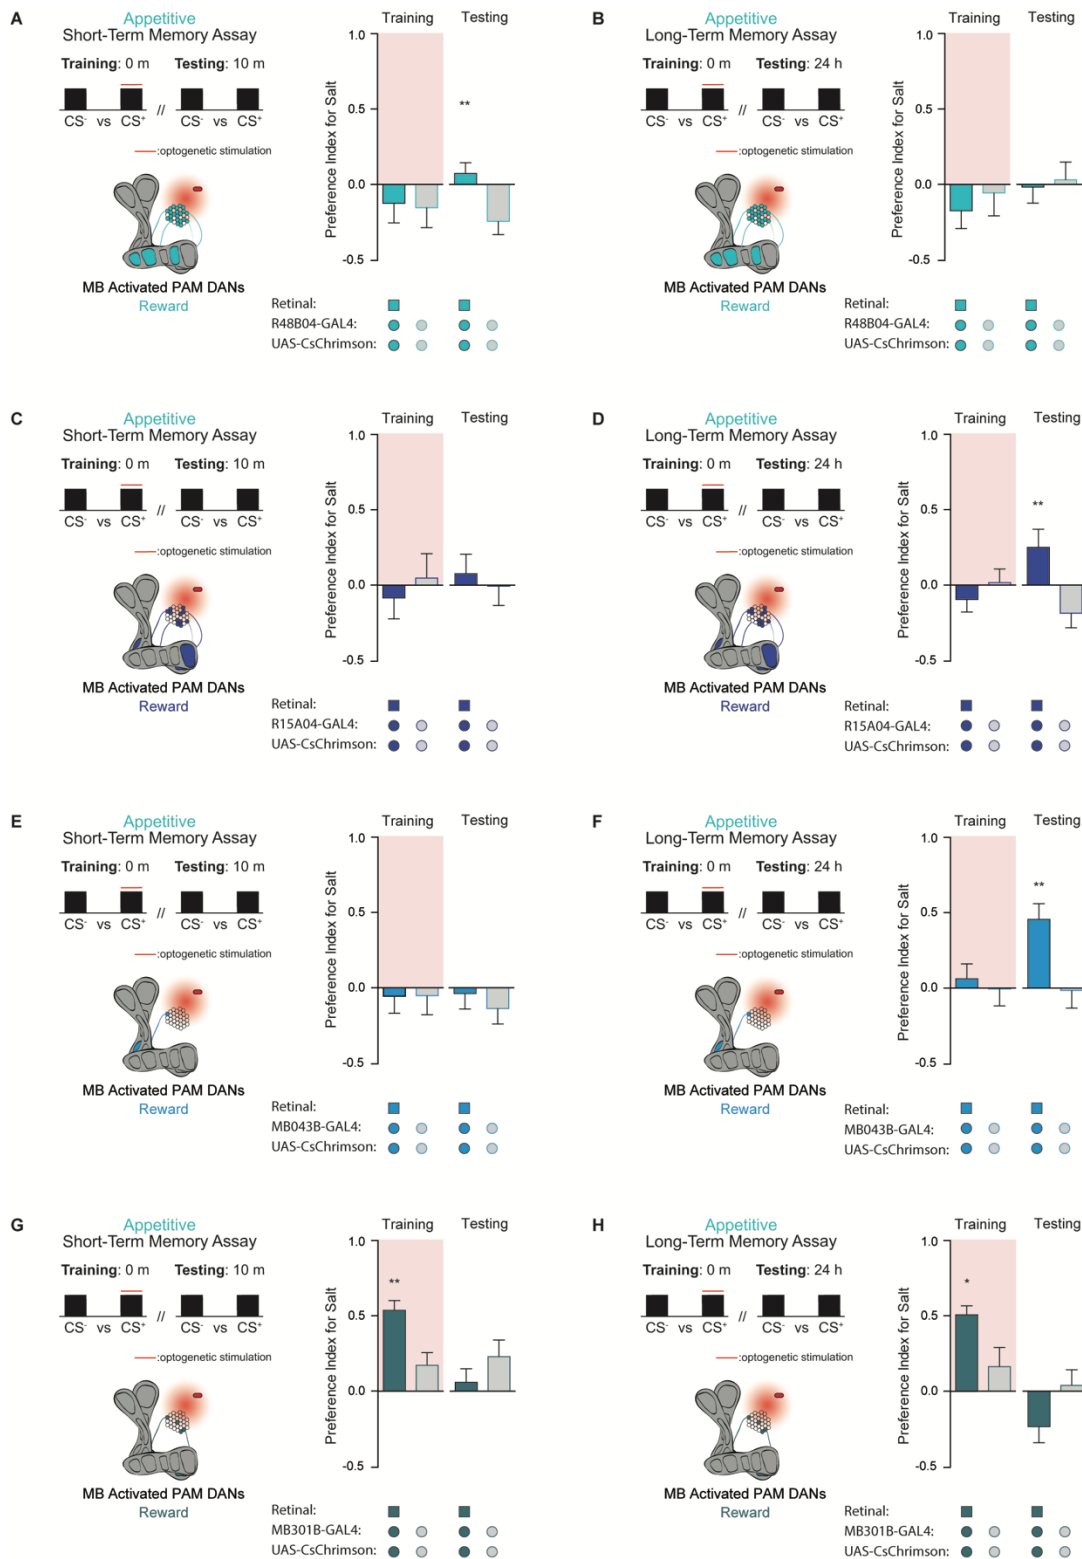 A
Appetitive
Short-Term Memory Assay
Training: 0 m Testing: 10 m
CS- vs CS+ // CS- vs CS+
:optogenetic stimulation
MB Activated PAM DANs
Reward
Training Testing
Preference Index for Salt
1.0
0.5
0.0
-0.5
**
Retinal:
R48B04-GAL4:
UAS-CsChrimson:
B
Appetitive
Long-Term Memory Assay
Training: 0 m Testing: 24 h
CS- vs CS+ // CS- vs CS+
:optogenetic stimulation
MB Activated PAM DANs
Reward
Training Testing
Preference Index for Salt
1.0
0.5
0.0
-0.5
Retinal:
R48B04-GAL4:
UAS-CsChrimson:
C
Appetitive
Short-Term Memory Assay
Training: 0 m Testing: 10 m
CS- vs CS+ // CS- vs CS+
:optogenetic stimulation
MB Activated PAM DANs
Reward
Training Testing
Preference Index for Salt
1.0
0.5
0.0
-0.5
Retinal:
R15A04-GAL4:
UAS-CsChrimson:
D
Appetitive
Long-Term Memory Assay
Training: 0 m Testing: 24 h
CS- vs CS+ // CS- vs CS+
:optogenetic stimulation
MB Activated PAM DANs
Reward
Training Testing
Preference Index for Salt
1.0
0.5
0.0
-0.5
**
Retinal:
R15A04-GAL4:
UAS-CsChrimson:
E
Appetitive
Short-Term Memory Assay
Training: 0 m Testing: 10 m
CS- vs CS+ // CS- vs CS+
:optogenetic stimulation
MB Activated PAM DANs
Reward
Training Testing
Preference Index for Salt
1.0
0.5
0.0
-0.5
Retinal:
MB043B-GAL4:
UAS-CsChrimson:
F
Appetitive
Long-Term Memory Assay
Training: 0 m Testing: 24 h
CS- vs CS+ // CS- vs CS+
:optogenetic stimulation
MB Activated PAM DANs
Reward
Training Testing
Preference Index for Salt
1.0
0.5
0.0
-0.5
**
Retinal:
MB043B-GAL4:
UAS-CsChrimson:
G
Appetitive
Short-Term Memory Assay
Training: 0 m Testing: 10 m
CS- vs CS+ // CS- vs CS+
:optogenetic stimulation
MB Activated PAM DANs
Reward
Training Testing
Preference Index for Salt
1.0
0.5
0.0
-0.5
**
Retinal:
MB301B-GAL4:
UAS-CsChrimson:
H
Appetitive
Long-Term Memory Assay
Training: 0 m Testing: 24 h
CS- vs CS+ // CS- vs CS+
:optogenetic stimulation
MB Activated PAM DANs
Reward
Training Testing
Preference Index for Salt
1.0
0.5
0.0
-0.5
*
Retinal:
MB301B-GAL4:
UAS-CsChrimson: